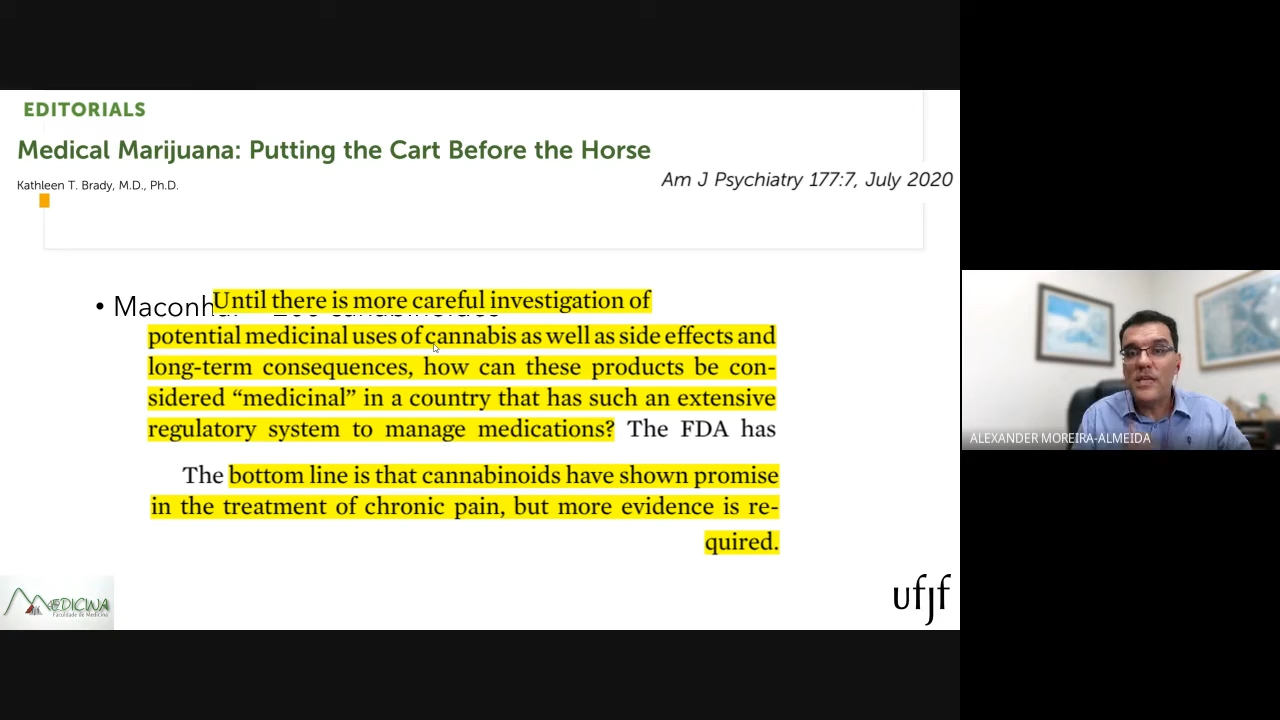 EDITORIALS
Medical Marijuana: Putting the Cart Before the Horse
Am J Psychiatry 177:7, July 2020
Kathleen T. Brady, M.D., Ph.D.
• Maconh
Until there is more careful investigation of
potential medicinal uses of cannabis as well as side effects and
long-term consequences, how can these products be con-
sidered “medicinal” in a country that has such an extensive
regulatory system to manage medications? The FDA has
The bottom line is that cannabinoids have shown promise
in the treatment of chronic pain, but more evidence is re-
quired.
MEDICINA
Faculdade de Medicina
ufjf
ALEXANDER MOREIRA-ALMEIDA